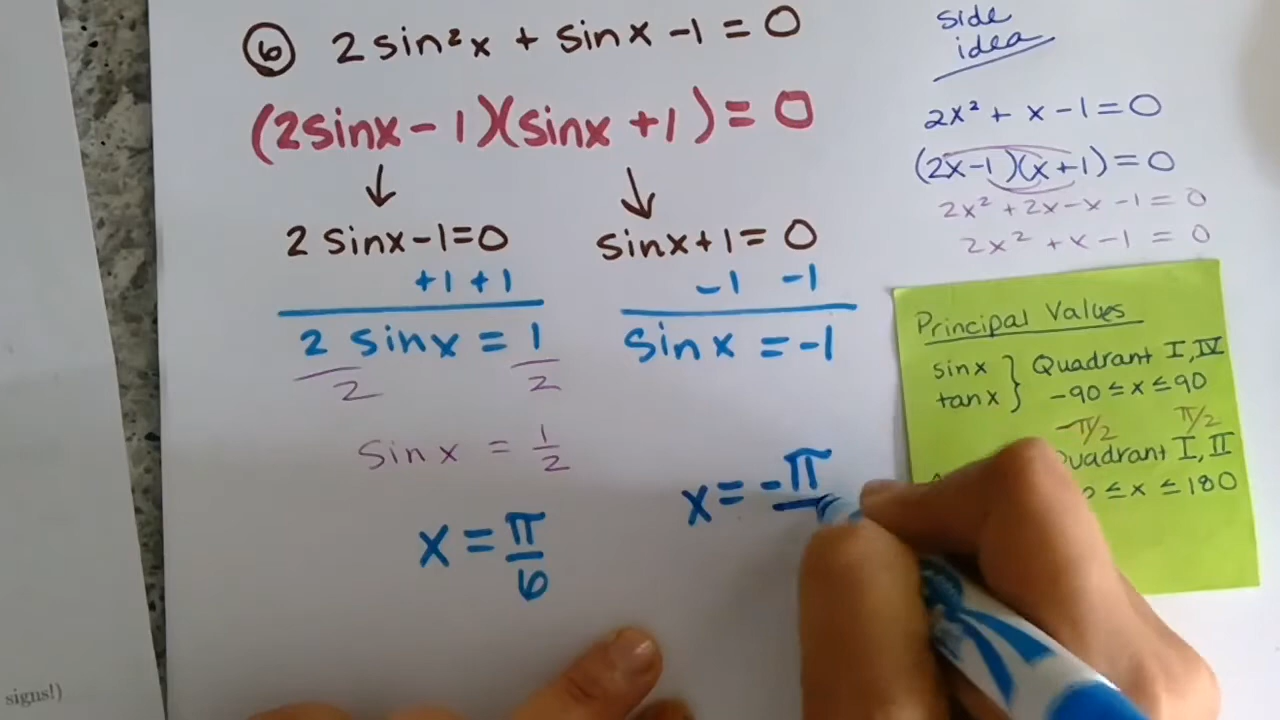 ⑥ 2sin²x + sinx - 1 = 0
(2sinx - 1)(sinx + 1) = 0
↓ ↘
2 sinx - 1 = 0 sinx + 1 = 0
+1 +1 -1 -1
2 sinx = 1 sinx = -1
2 2
sinx = 1/2
x = π/6
x = -π
side
idea
2x² + x - 1 = 0
(2x - 1)(x + 1) = 0
2x² + 2x - x - 1 = 0
2x² + x - 1 = 0
Principal Values
sinx } Quadrant I, IV
tanx } -90 ≤ x ≤ 90
-π/2 π/2
Quadrant I, II
≤ x ≤ 180
signs!)